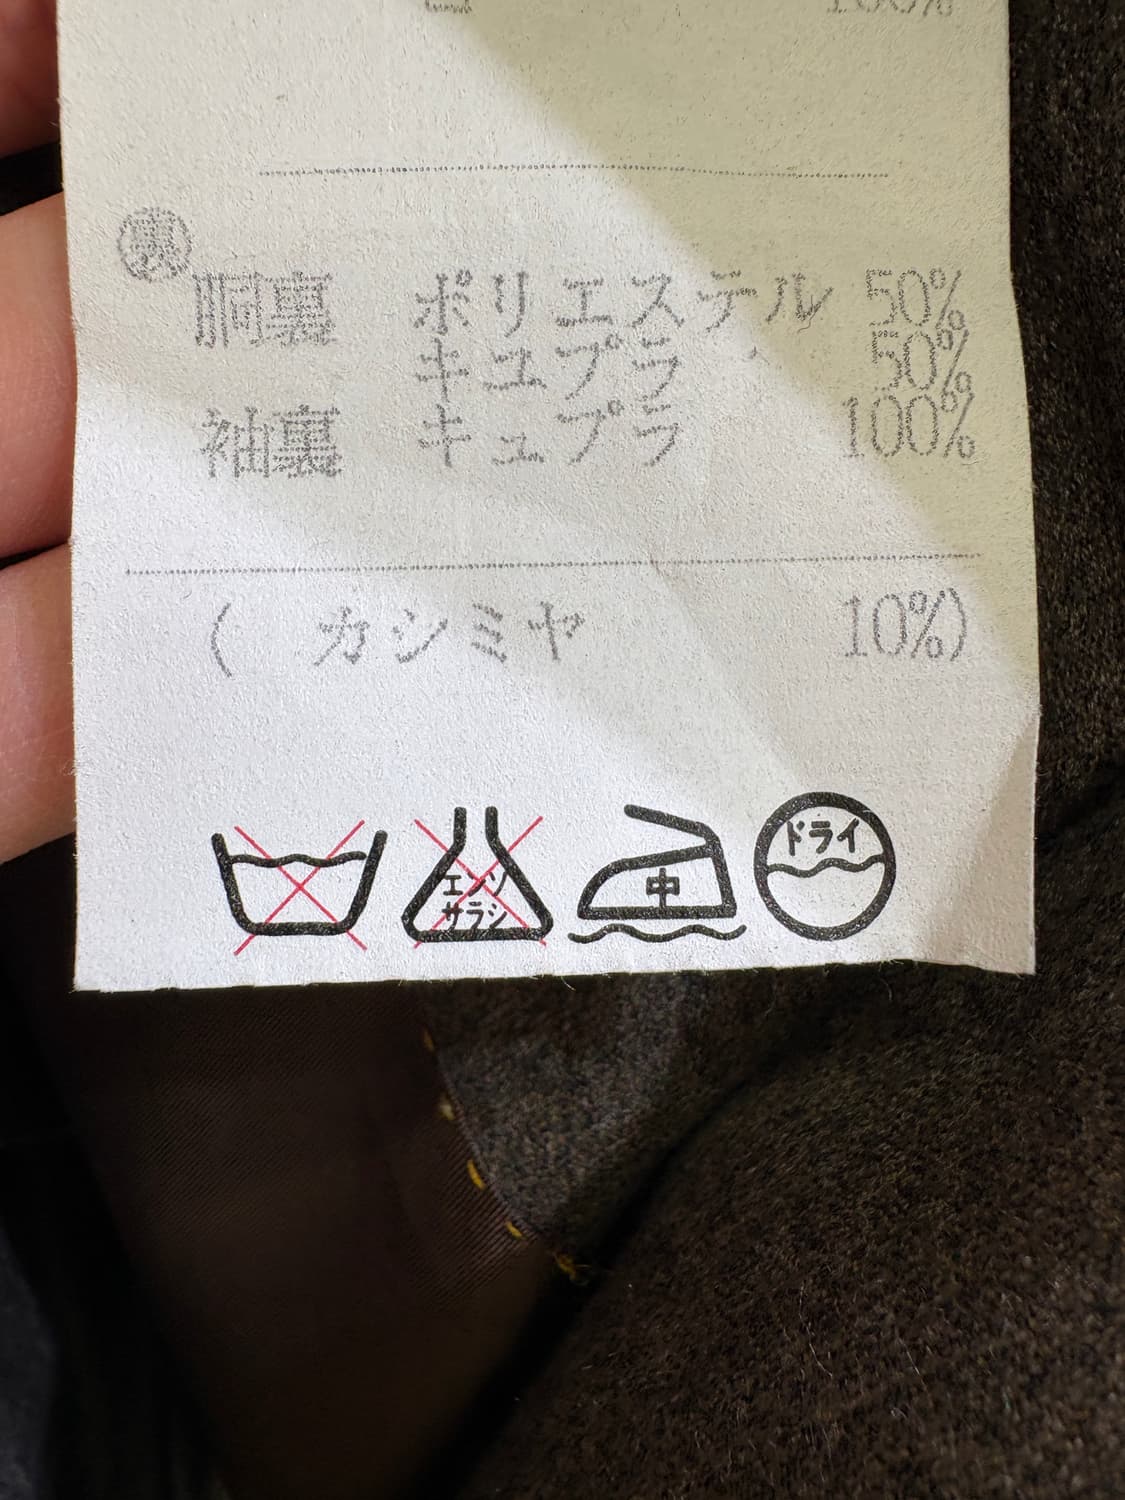 100%
裏
胴裏 ポリエステル 50%
キュプラ 50%
袖裏 キュプラ 100%
( カシミヤ 10%)
エンソ
サラシ
中
ドライ